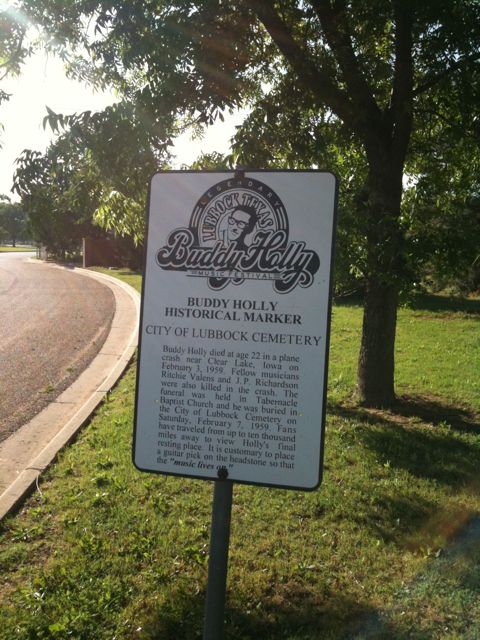 LEGENDARY
LUBBOCK TEXAS
Buddy Holly
MUSIC FESTIVAL
BUDDY HOLLY
HISTORICAL MARKER
CITY OF LUBBOCK CEMETERY
Buddy Holly died at age 22 in a plane
crash near Clear Lake, Iowa on
February 3, 1959. Fellow musicians
Ritchie Valens and J.P. Richardson
were also killed in the crash. The
funeral was held in Tabernacle
Baptist Church and he was buried in
the City of Lubbock Cemetery on
Saturday, February 7, 1959. Fans
have traveled from up to ten thousand
miles away to view Holly's final
resting place. It is customary to place
a guitar pick on the headstone so that
the "music lives on"